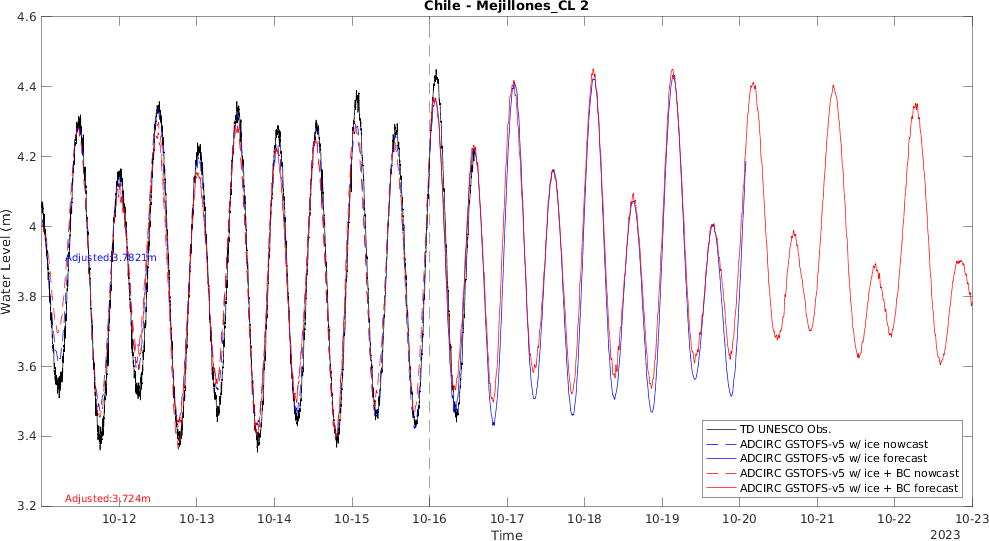 Chile - Mejillones_CL 2
4.6
4.4
4.2
4
3.8
3.6
3.4
3.2
Water Level (m)
Adjusted:3.7821m
Adjusted:3.724m
TD UNESCO Obs.
ADCIRC GSTOFS-v5 w/ ice nowcast
ADCIRC GSTOFS-v5 w/ ice forecast
ADCIRC GSTOFS-v5 w/ ice + BC nowcast
ADCIRC GSTOFS-v5 w/ ice + BC forecast
10-12 10-13 10-14 10-15 10-16 10-17 10-18 10-19 10-20 10-21 10-22 10-23
Time
2023